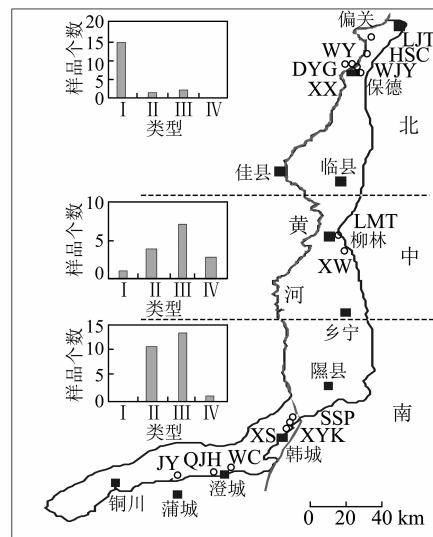 偏关
LJT
HSC
WY
WJY
DYG
XX
保德
北
佳县
临县
黄
河
LMT
柳林
XW
中
乡宁
隰县
南
SSP
XYK
XS
韩城
WC
QJH
JY
澄城
铜川
蒲城
0 20 40 km
样品个数
20
15
10
5
0
I II III IV
类型
样品个数
10
5
0
I II III IV
类型
样品个数
15
10
5
0
I II III IV
类型